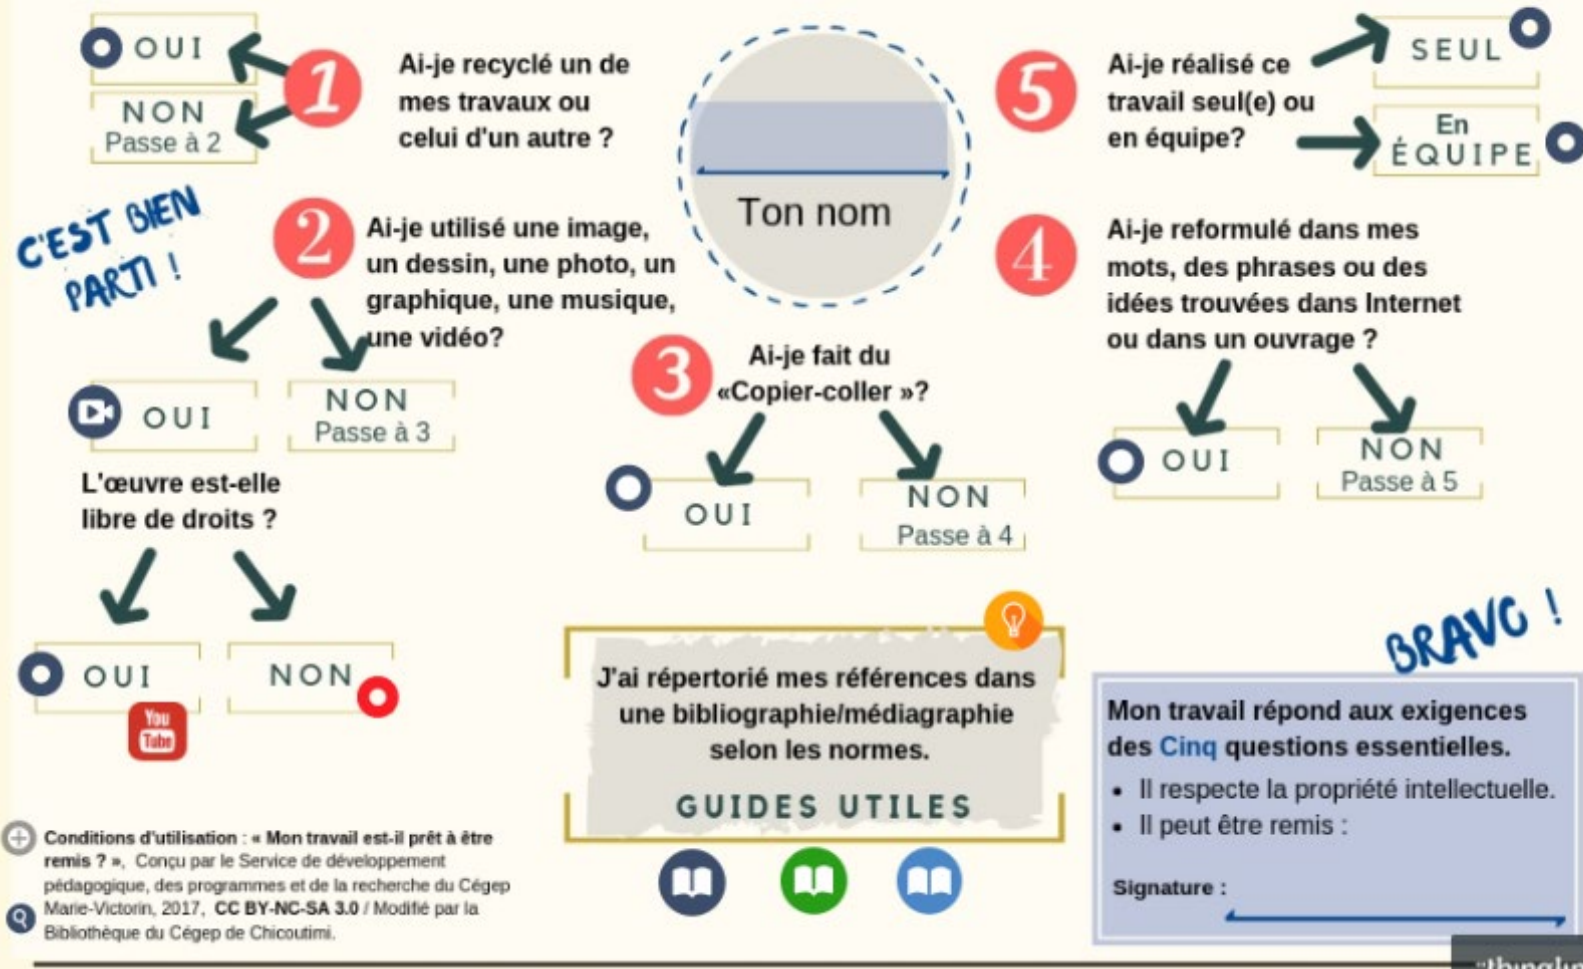 OUI
NON
Passe à 2
1
Ai-je recyclé un de
mes travaux ou
celui d'un autre ?
C'EST BIEN
PARTI !
2
Ai-je utilisé une image,
un dessin, une photo, un
graphique, une musique,
une vidéo?
OUI
NON
Passe à 3
L'œuvre est-elle
libre de droits ?
OUI
NON
You
Tube
Ton nom
3
Ai-je fait du
«Copier-coller »?
OUI
NON
Passe à 4
4
Ai-je reformulé dans mes
mots, des phrases ou des
idées trouvées dans Internet
ou dans un ouvrage ?
OUI
NON
Passe à 5
5
Ai-je réalisé ce
travail seul(e) ou
en équipe?
SEUL
En
ÉQUIPE
J'ai répertorié mes références dans
une bibliographie/médiagraphie
selon les normes.
GUIDES UTILES
BRAVO !
Mon travail répond aux exigences
des Cinq questions essentielles.
• Il respecte la propriété intellectuelle.
• Il peut être remis :
Signature :
Conditions d'utilisation : « Mon travail est-il prêt à être
remis ? », Conçu par le Service de développement
pédagogique, des programmes et de la recherche du Cégep
Marie-Victorin, 2017, CC BY-NC-SA 3.0 / Modifié par la
Bibliothèque du Cégep de Chicoutimi.